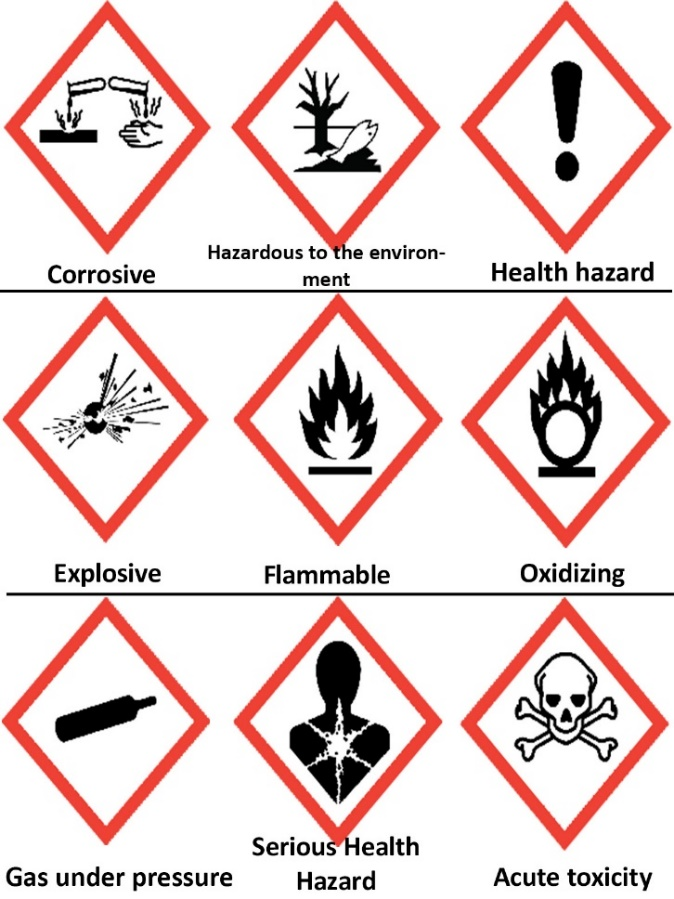 Corrosive
Hazardous to the environ-
ment
Health hazard
Explosive
Flammable
Oxidizing
Gas under pressure
Serious Health
Hazard
Acute toxicity